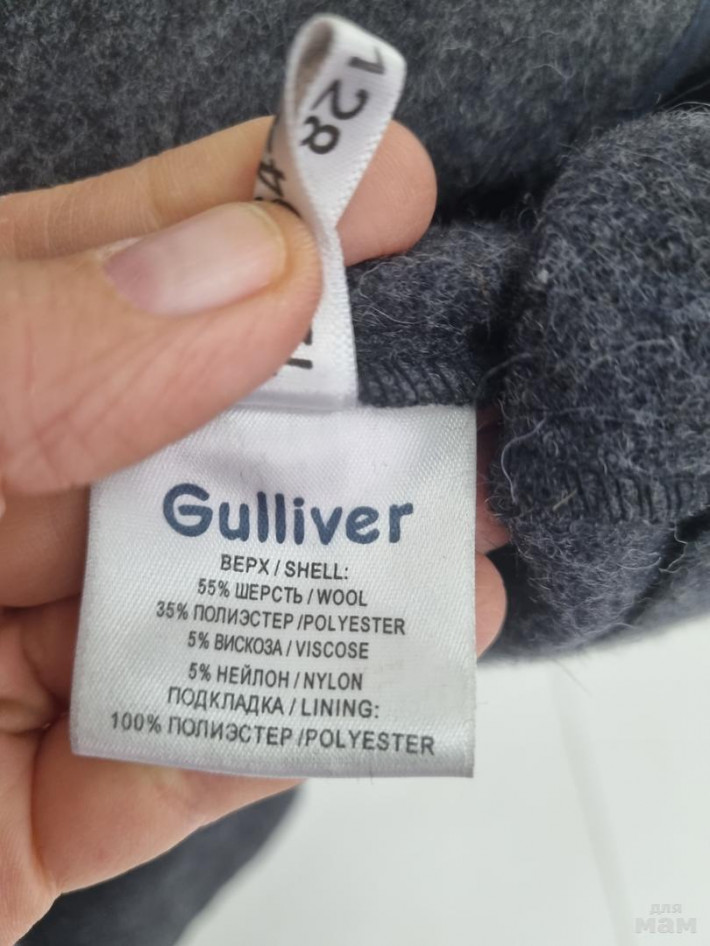 128
Gulliver
ВЕРХ / SHELL:
55% ШЕРСТЬ / WOOL
35% ПОЛИЭСТЕР /POLYESTER
5% ВИСКОЗА / VISCOSE
5% НЕЙЛОН / NYLON
ПОДКЛАДКА / LINING:
100% ПОЛИЭСТЕР /POLYESTER
для
мам